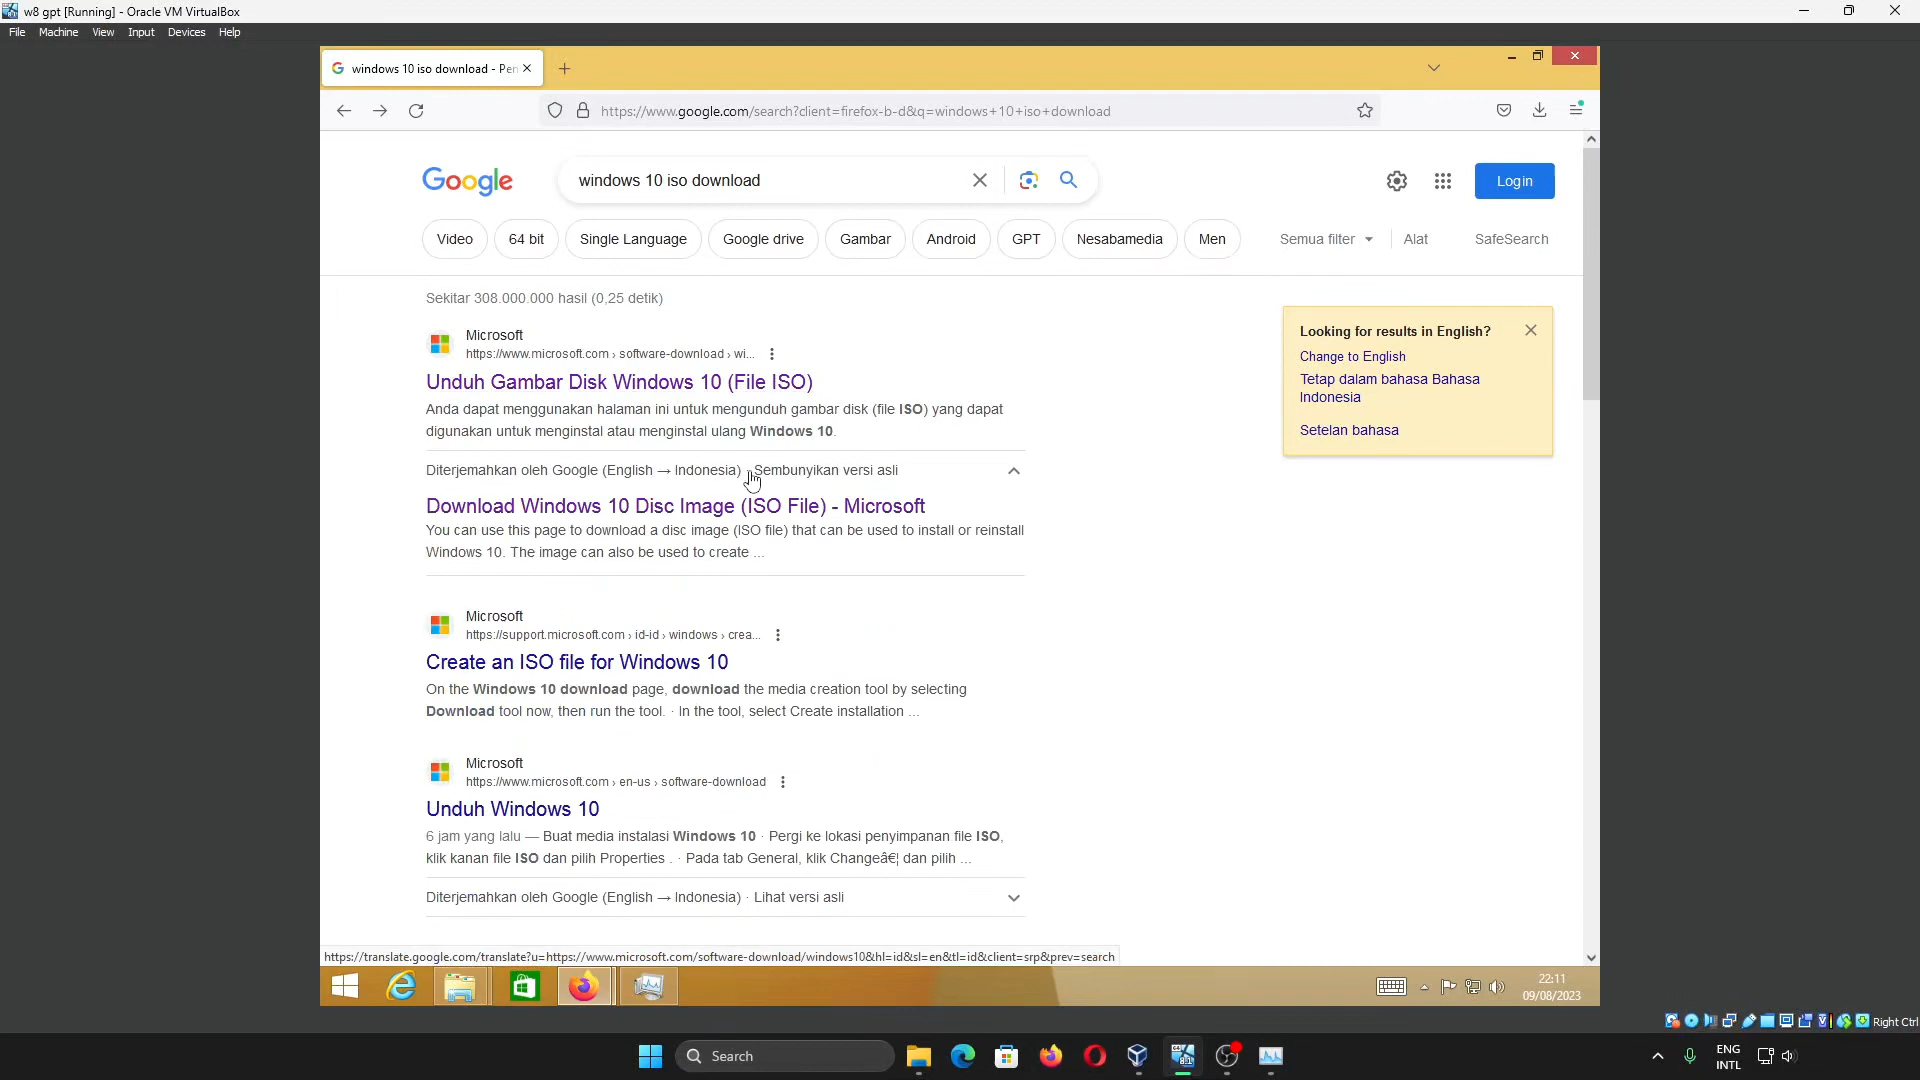 w8 gpt [Running] - Oracle VM VirtualBox
File Machine View Input Devices Help
windows 10 iso download - Pen
https://www.google.com/search?client=firefox-b-d&q=windows+10+iso+download
Google
windows 10 iso download
Login
Video
64 bit
Single Language
Google drive
Gambar
Android
GPT
Nesabamedia
Men
Semua filter
Alat
SafeSearch
Sekitar 308.000.000 hasil (0,25 detik)
Microsoft
https://www.microsoft.com › software-download › wi...
Unduh Gambar Disk Windows 10 (File ISO)
Anda dapat menggunakan halaman ini untuk mengunduh gambar disk (file ISO) yang dapat
digunakan untuk menginstal atau menginstal ulang Windows 10.
Diterjemahkan oleh Google (English → Indonesia) · Sembunyikan versi asli
Download Windows 10 Disc Image (ISO File) - Microsoft
You can use this page to download a disc image (ISO file) that can be used to install or reinstall
Windows 10. The image can also be used to create ...
Looking for results in English?
Change to English
Tetap dalam bahasa Bahasa
Indonesia
Setelan bahasa
Microsoft
https://support.microsoft.com › id-id › windows › crea...
Create an ISO file for Windows 10
On the Windows 10 download page, download the media creation tool by selecting
Download tool now, then run the tool. · In the tool, select Create installation ...
Microsoft
https://www.microsoft.com › en-us › software-download
Unduh Windows 10
6 jam yang lalu — Buat media instalasi Windows 10 · Pergi ke lokasi penyimpanan file ISO,
klik kanan file ISO dan pilih Properties . · Pada tab General, klik Changeâ€¦ dan pilih ...
Diterjemahkan oleh Google (English → Indonesia) · Lihat versi asli
https://translate.google.com/translate?u=https://www.microsoft.com/software-download/windows10&hl=id&sl=en&tl=id&client=srp&prev=search
22:11
09/08/2023
Right Ctrl
Search
ENG
INTL